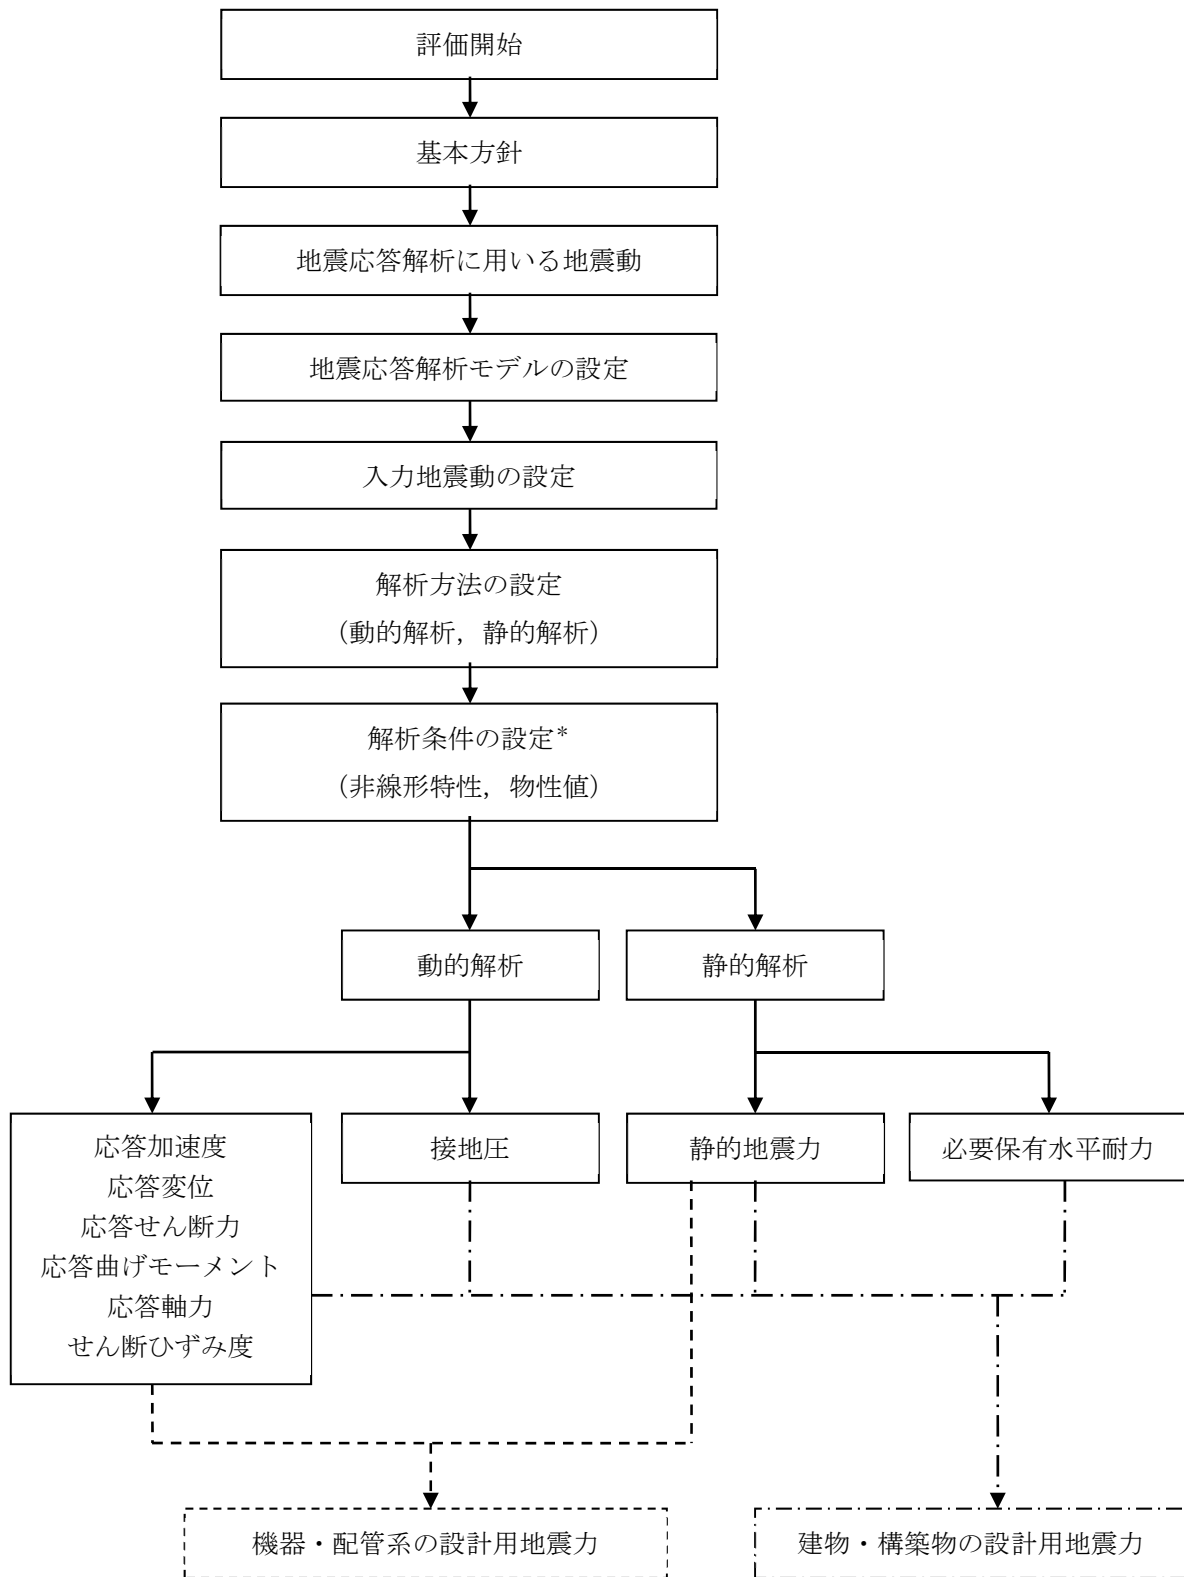 評価開始
基本方針
地震応答解析に用いる地震動
地震応答解析モデルの設定
入力地震動の設定
解析方法の設定
（動的解析，静的解析）
解析条件の設定*
（非線形特性，物性値）
動的解析
静的解析
応答加速度
応答変位
応答せん断力
応答曲げモーメント
応答軸力
せん断ひずみ度
接地圧
静的地震力
必要保有水平耐力
機器・配管系の設計用地震力
建物・構築物の設計用地震力